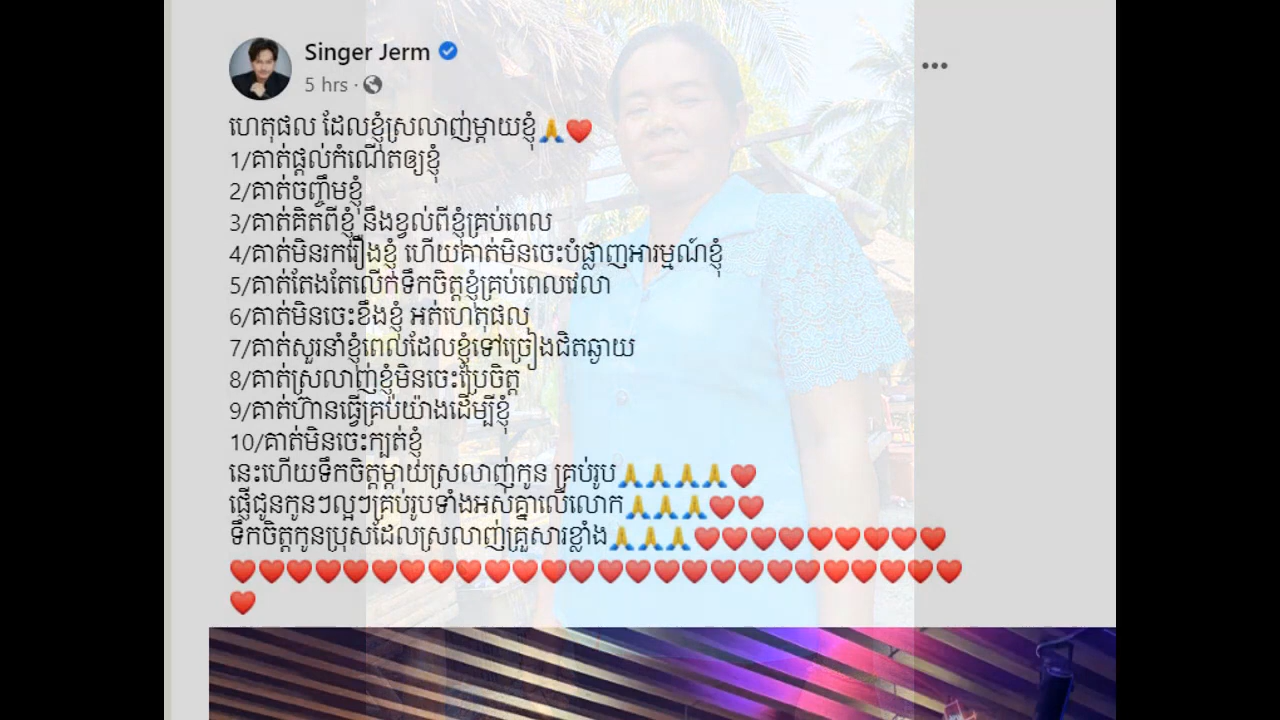 Singer Jerm
5 hrs ·
ហេតុផល ដែលខ្ញុំស្រលាញ់ម្ដាយខ្ញុំ🙏❤️
1/គាត់ផ្ដល់កំណើតឲ្យខ្ញុំ
2/គាត់ចញ្ចឹមខ្ញុំ
3/គាត់គិតពីខ្ញុំ នឹងខ្វល់ពីខ្ញុំគ្រប់ពេល
4/គាត់មិនរករឿងខ្ញុំ ហើយគាត់មិនចេះបំផ្លាញអារម្មណ៍ខ្ញុំ
5/គាត់តែងតែលើកទឹកចិត្តខ្ញុំគ្រប់ពេលវេលា
6/គាត់មិនចេះខឹងខ្ញុំ អត់ហេតុផល
7/គាត់សួរនាំខ្ញុំពេលដែលខ្ញុំទៅច្រៀងជិតឆ្ងាយ
8/គាត់ស្រលាញ់ខ្ញុំមិនចេះប្រែចិត្ត
9/គាត់ហ៊ានធ្វើគ្រប់យ៉ាងដើម្បីខ្ញុំ
10/គាត់មិនចេះក្បត់ខ្ញុំ
នេះហើយទឹកចិត្តម្ដាយស្រលាញ់កូន គ្រប់រូប🙏🙏🙏🙏❤️
ផ្ញើជូនកូនៗល្អៗគ្រប់រូបទាំងអស់គ្នាលើលោក🙏🙏🙏❤️❤️
ទឹកចិត្តកូនប្រុសដែលស្រលាញ់គ្រួសារខ្លាំង🙏🙏🙏❤️❤️❤️❤️❤️❤️❤️❤️❤️
❤️❤️❤️❤️❤️❤️❤️❤️❤️❤️❤️❤️❤️❤️❤️❤️❤️❤️❤️❤️❤️❤️❤️❤️❤️❤️
❤️